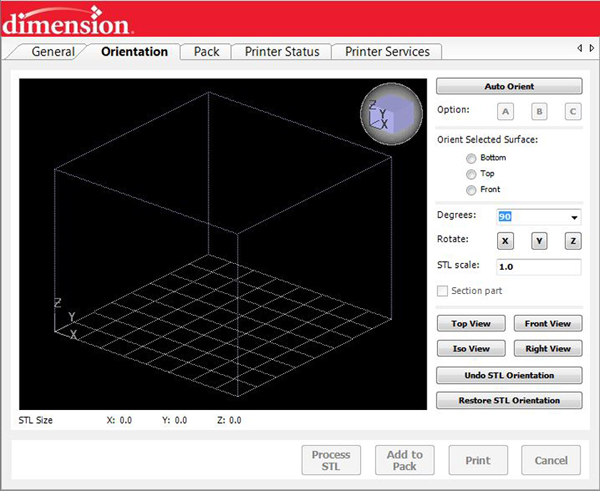 dimension
General Orientation Pack Printer Status Printer Services
Auto Orient
Option: A B C
Orient Selected Surface:
Bottom
Top
Front
Degrees: 90
Rotate: X Y Z
STL scale: 1.0
Section part
Top View Front View
Iso View Right View
Undo STL Orientation
Restore STL Orientation
Z
Y
X
Z
Y
X
STL Size X: 0.0 Y: 0.0 Z: 0.0
Process STL
Add to Pack
Print
Cancel